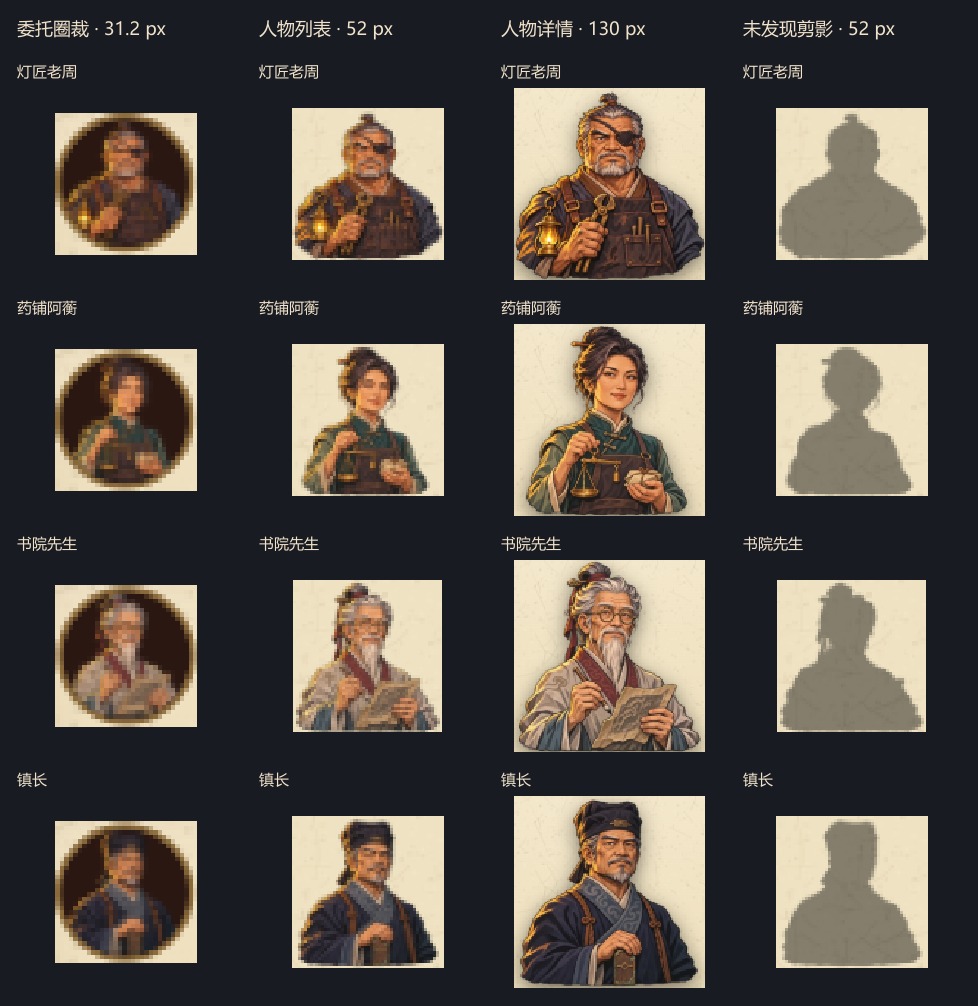 委托圈裁 · 31.2 px 人物列表 · 52 px 人物详情 · 130 px 未发现剪影 · 52 px
灯匠老周 灯匠老周 灯匠老周 灯匠老周
药铺阿蘅 药铺阿蘅 药铺阿蘅 药铺阿蘅
书院先生 书院先生 书院先生 书院先生
镇长 镇长 镇长 镇长